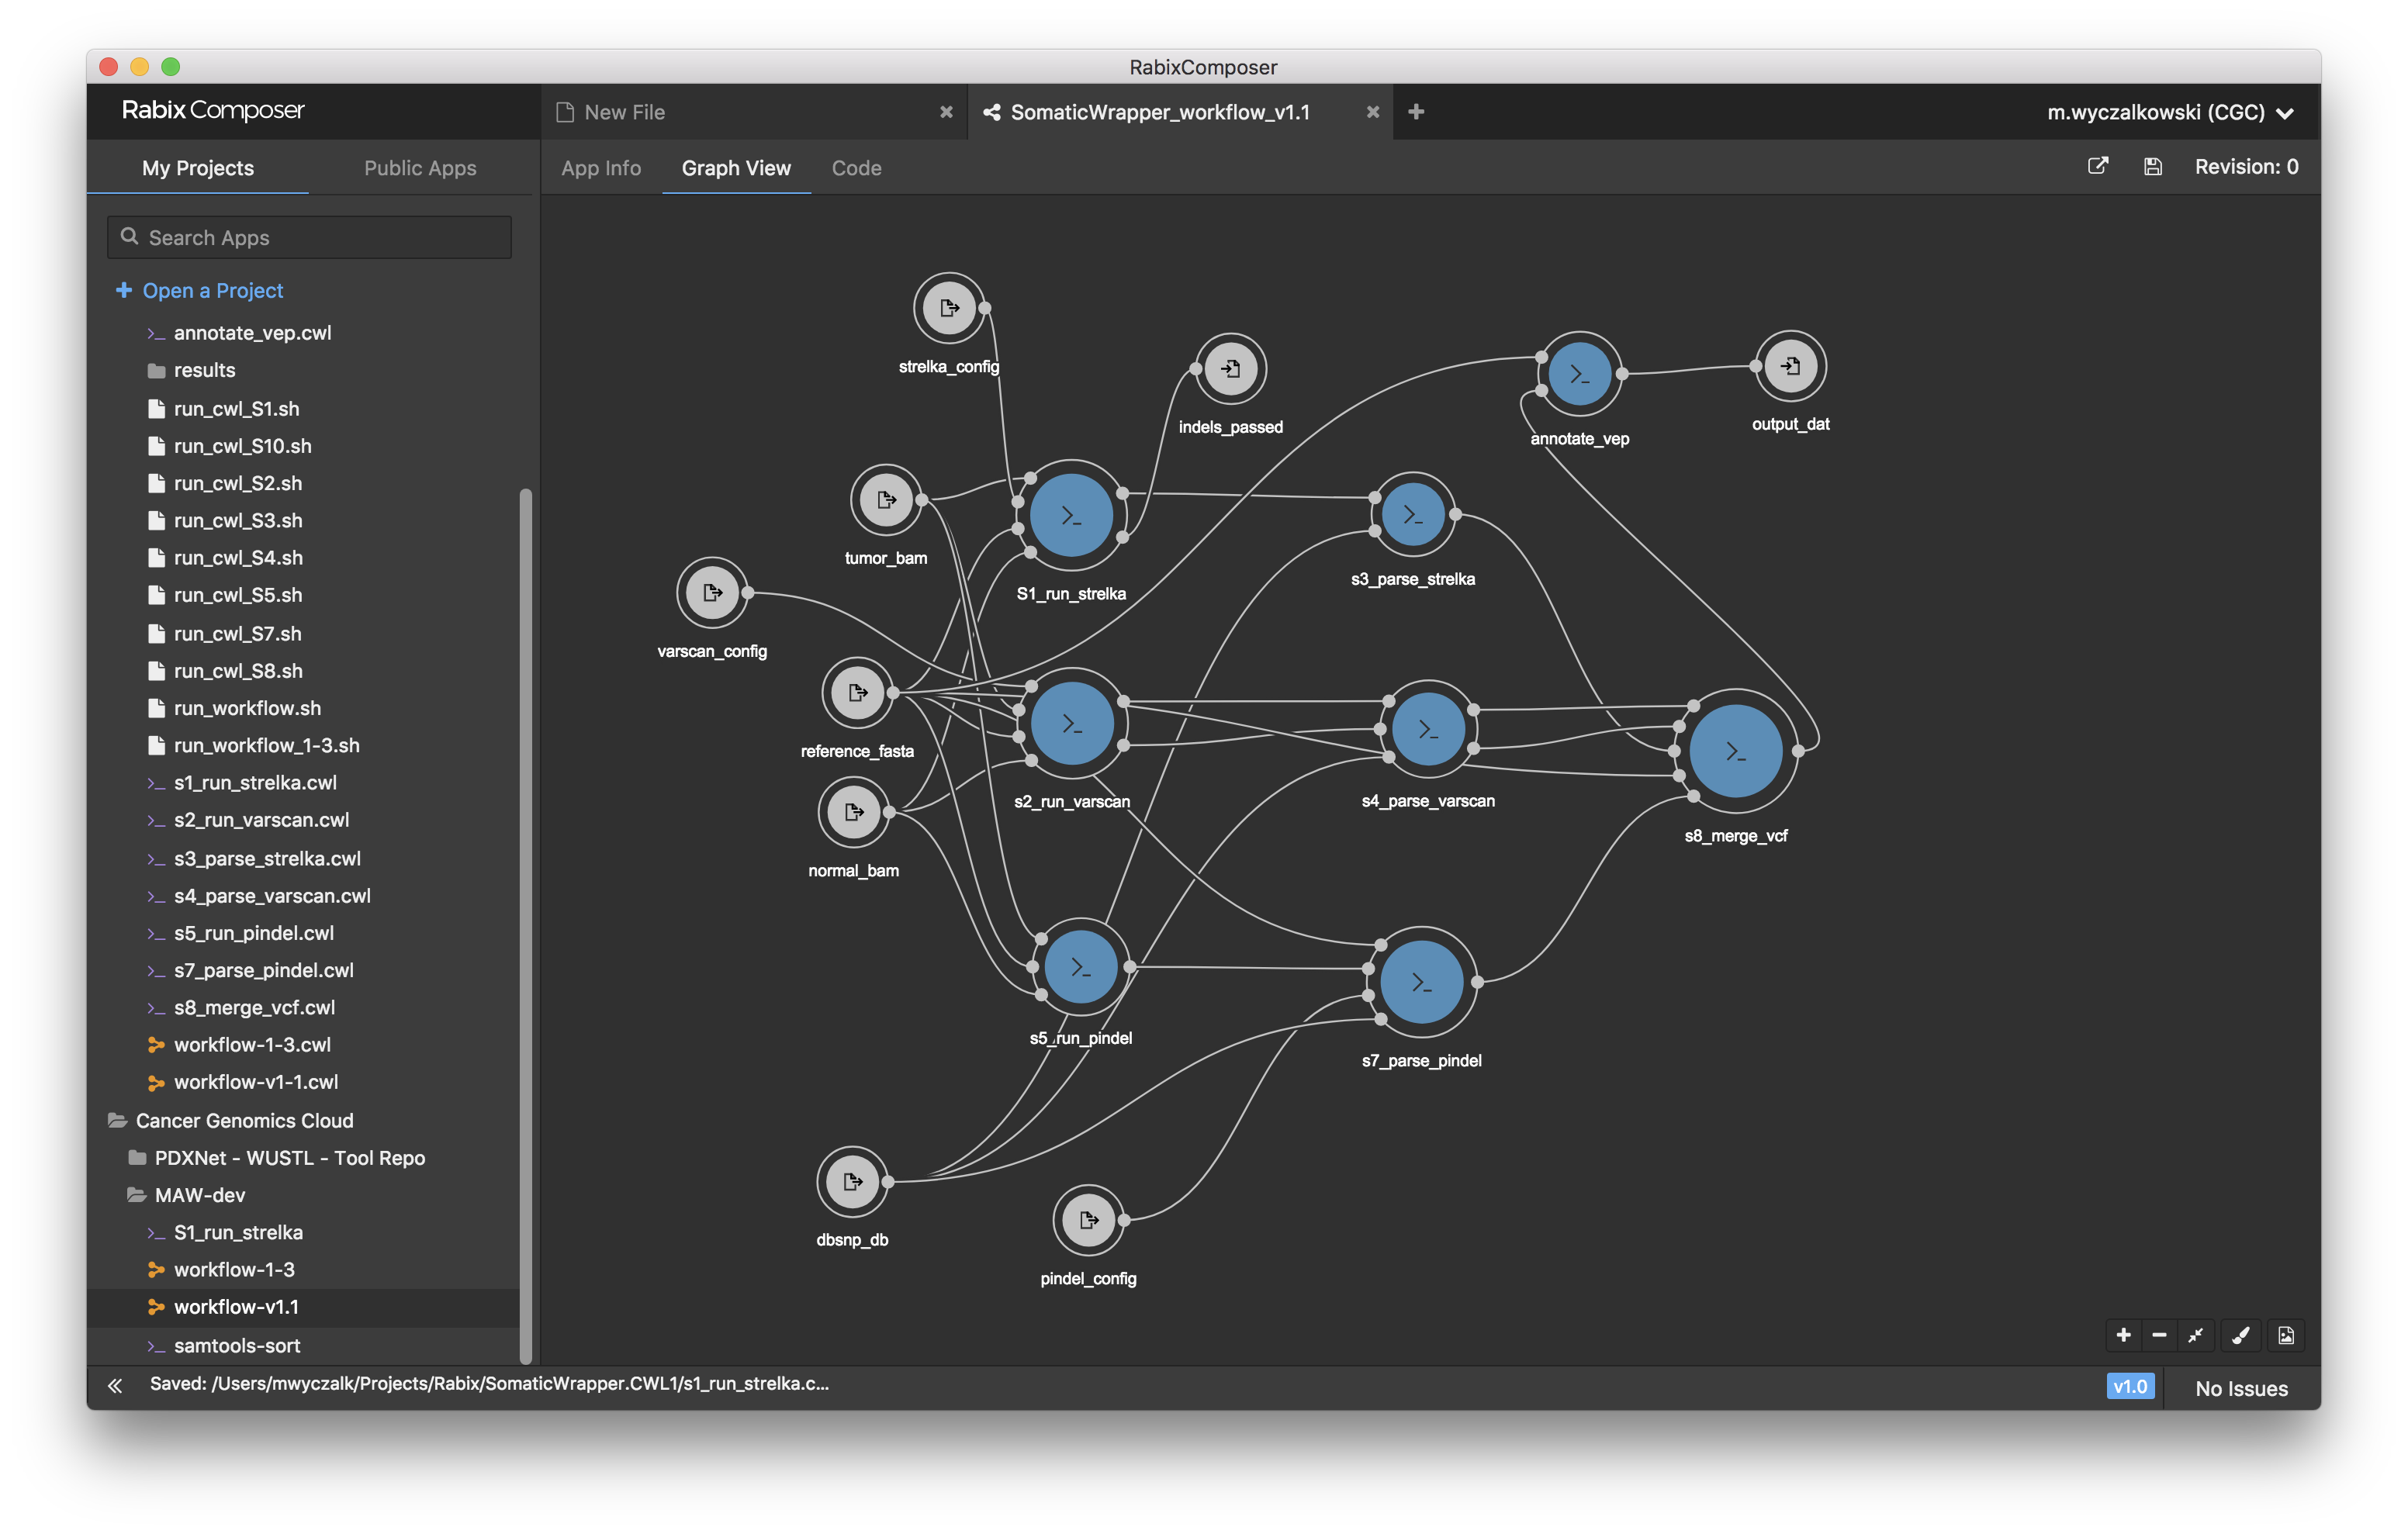 RabixComposer
Rabix Composer
New File
SomaticWrapper_workflow_v1.1
m.wyczalkowski (CGC)
My Projects
Public Apps
App Info
Graph View
Code
Revision: 0
Search Apps
Open a Project
annotate_vep.cwl
results
run_cwl_S1.sh
run_cwl_S10.sh
run_cwl_S2.sh
run_cwl_S3.sh
run_cwl_S4.sh
run_cwl_S5.sh
run_cwl_S7.sh
run_cwl_S8.sh
run_workflow.sh
run_workflow_1-3.sh
s1_run_strelka.cwl
s2_run_varscan.cwl
s3_parse_strelka.cwl
s4_parse_varscan.cwl
s5_run_pindel.cwl
s7_parse_pindel.cwl
s8_merge_vcf.cwl
workflow-1-3.cwl
workflow-v1-1.cwl
Cancer Genomics Cloud
PDXNet - WUSTL - Tool Repo
MAW-dev
S1_run_strelka
workflow-1-3
workflow-v1.1
samtools-sort
strelka_config
indels_passed
annotate_vep
output_dat
tumor_bam
S1_run_strelka
s3_parse_strelka
varscan_config
reference_fasta
s2_run_varscan
s4_parse_varscan
s8_merge_vcf
normal_bam
s5_run_pindel
s7_parse_pindel
dbsnp_db
pindel_config
Saved: /Users/mwyczalk/Projects/Rabix/SomaticWrapper.CWL1/s1_run_strelka.c...
v1.0
No Issues